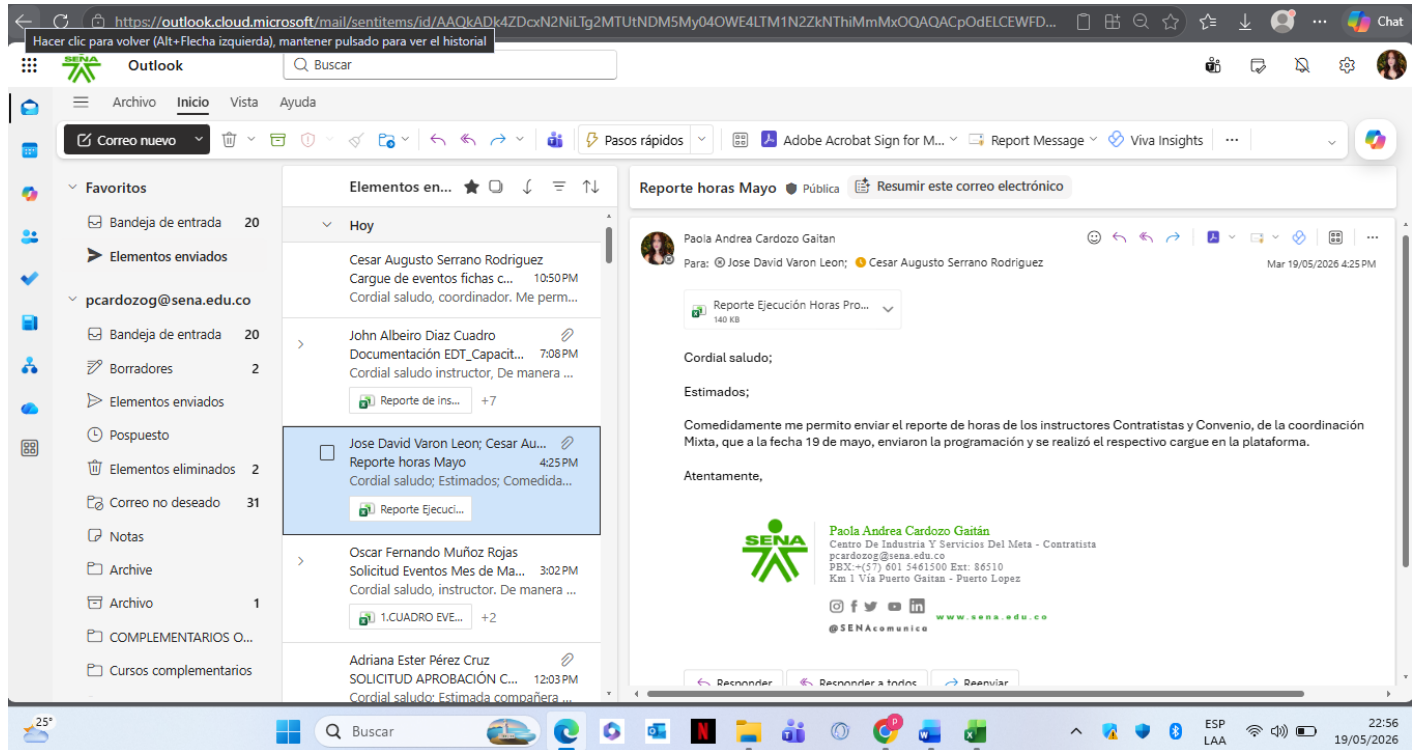 https://outlook.cloud.microsoft/mail/sentitems/id/AAQkADk4ZDcxN2NiLTg2MTUtNDM5My04OWE4LTM1N2ZkNThiMmMxOQAQACpOdELCEWFD...
Chat
Hacer clic para volver (Alt+Flecha izquierda), mantener pulsado para ver el historial
SENA
Outlook
Buscar
Archivo Inicio Vista Ayuda
Correo nuevo
Pasos rápidos
Adobe Acrobat Sign for M...
Report Message
Viva Insights
Favoritos
Bandeja de entrada 20
Elementos enviados
pcardozog@sena.edu.co
Bandeja de entrada 20
Borradores 2
Elementos enviados
Pospuesto
Elementos eliminados 2
Correo no deseado 31
Notas
Archive
Archivo 1
COMPLEMENTARIOS O...
Cursos complementarios
Elementos en...
Hoy
Cesar Augusto Serrano Rodriguez
Cargue de eventos fichas c... 10:50 PM
Cordial saludo, coordinador. Me perm...
John Albeiro Diaz Cuadro
Documentación EDT_Capacit... 7:08 PM
Cordial saludo instructor, De manera ...
Reporte de ins... +7
Jose David Varon Leon; Cesar Au...
Reporte horas Mayo 4:25 PM
Cordial saludo; Estimados; Comedida...
Reporte Ejecuci...
Oscar Fernando Muñoz Rojas
Solicitud Eventos Mes de Ma... 3:02 PM
Cordial saludo, instructor. De manera ...
1.CUADRO EVE... +2
Adriana Ester Pérez Cruz
SOLICITUD APROBACIÓN C... 12:03 PM
Cordial saludo; Estimada compañera ...
Reporte horas Mayo Pública Resumir este correo electrónico
Paola Andrea Cardozo Gaitan
Para: Jose David Varon Leon; Cesar Augusto Serrano Rodriguez
Mar 19/05/2026 4:25 PM
Reporte Ejecución Horas Pro...
140 KB
Cordial saludo;
Estimados;
Comedidamente me permito enviar el reporte de horas de los instructores Contratistas y Convenio, de la coordinación
Mixta, que a la fecha 19 de mayo, enviaron la programación y se realizó el respectivo cargue en la plataforma.
Atentamente,
SENA
Paola Andrea Cardozo Gaitán
Centro De Industria Y Servicios Del Meta - Contratista
pcardozog@sena.edu.co
PBX:+(57) 601 5461500 Ext: 86510
Km 1 Vía Puerto Gaitan - Puerto Lopez
www.sena.edu.co
@SENAcomunica
Responder Responder a todos Reenviar
25°
Buscar
ESP
LAA
22:56
19/05/2026